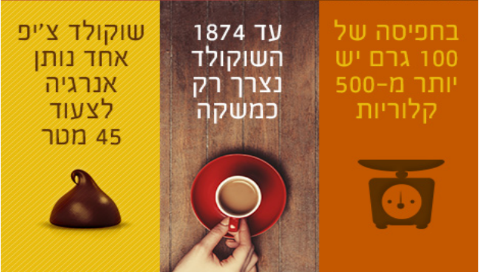 בחפיסה של
100 גרם יש
יותר מ-500
קלוריות
עד 1874
השוקולד
נצרך רק
כמשקה
שוקולד צ'יפ
אחד נותן
אנרגיה
לצעוד
45 מטר